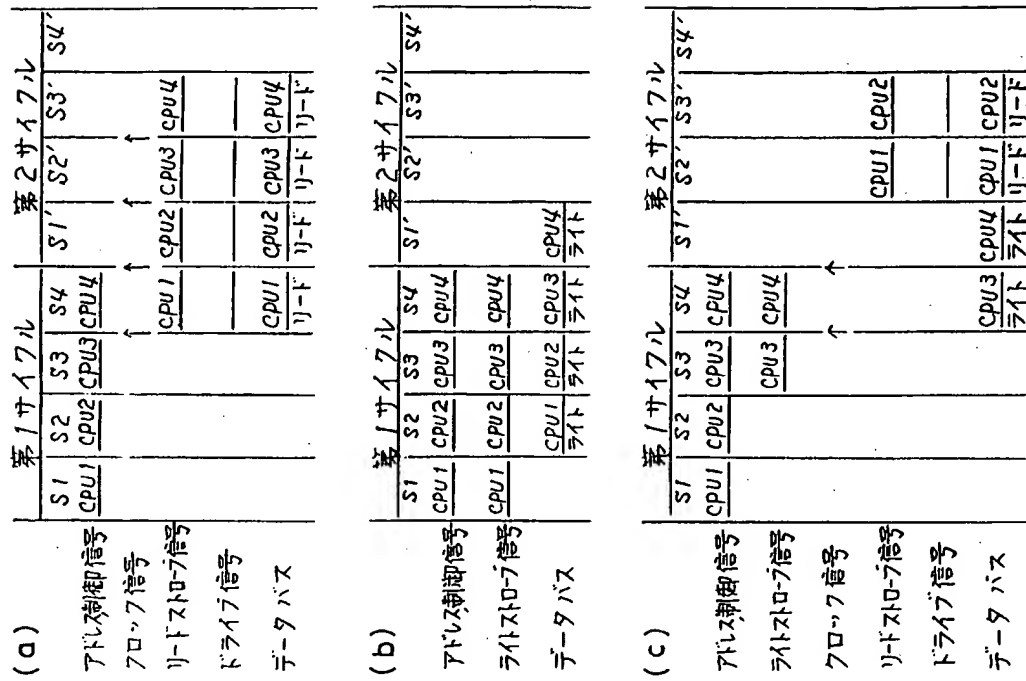 (a)
第1サイクル 第2サイクル
S1 S2 S3 S4 S1' S2' S3' S4'
アドレス制御信号 CPU1 CPU2 CPU3 CPU4
クロック信号
リードストローブ信号 CPU1 CPU2 CPU3 CPU4
ドライブ信号
データバス CPU1 CPU2 CPU3 CPU4
リード リード リード リード
(b)
第1サイクル 第2サイクル
S1 S2 S3 S4 S1' S2' S3' S4'
アドレス制御信号 CPU1 CPU2 CPU3 CPU4
ライトストローブ信号 CPU1 CPU2 CPU3 CPU4
データバス CPU1 CPU2 CPU3 CPU4
ライト ライト ライト ライト
(c)
第1サイクル 第2サイクル
S1 S2 S3 S4 S1' S2' S3' S4'
アドレス制御信号 CPU1 CPU2 CPU3 CPU4
ライトストローブ信号 CPU3 CPU4
クロック信号
リードストローブ信号 CPU1 CPU2
ドライブ信号
データバス CPU3 CPU4 CPU1 CPU2
ライト ライト リード リード